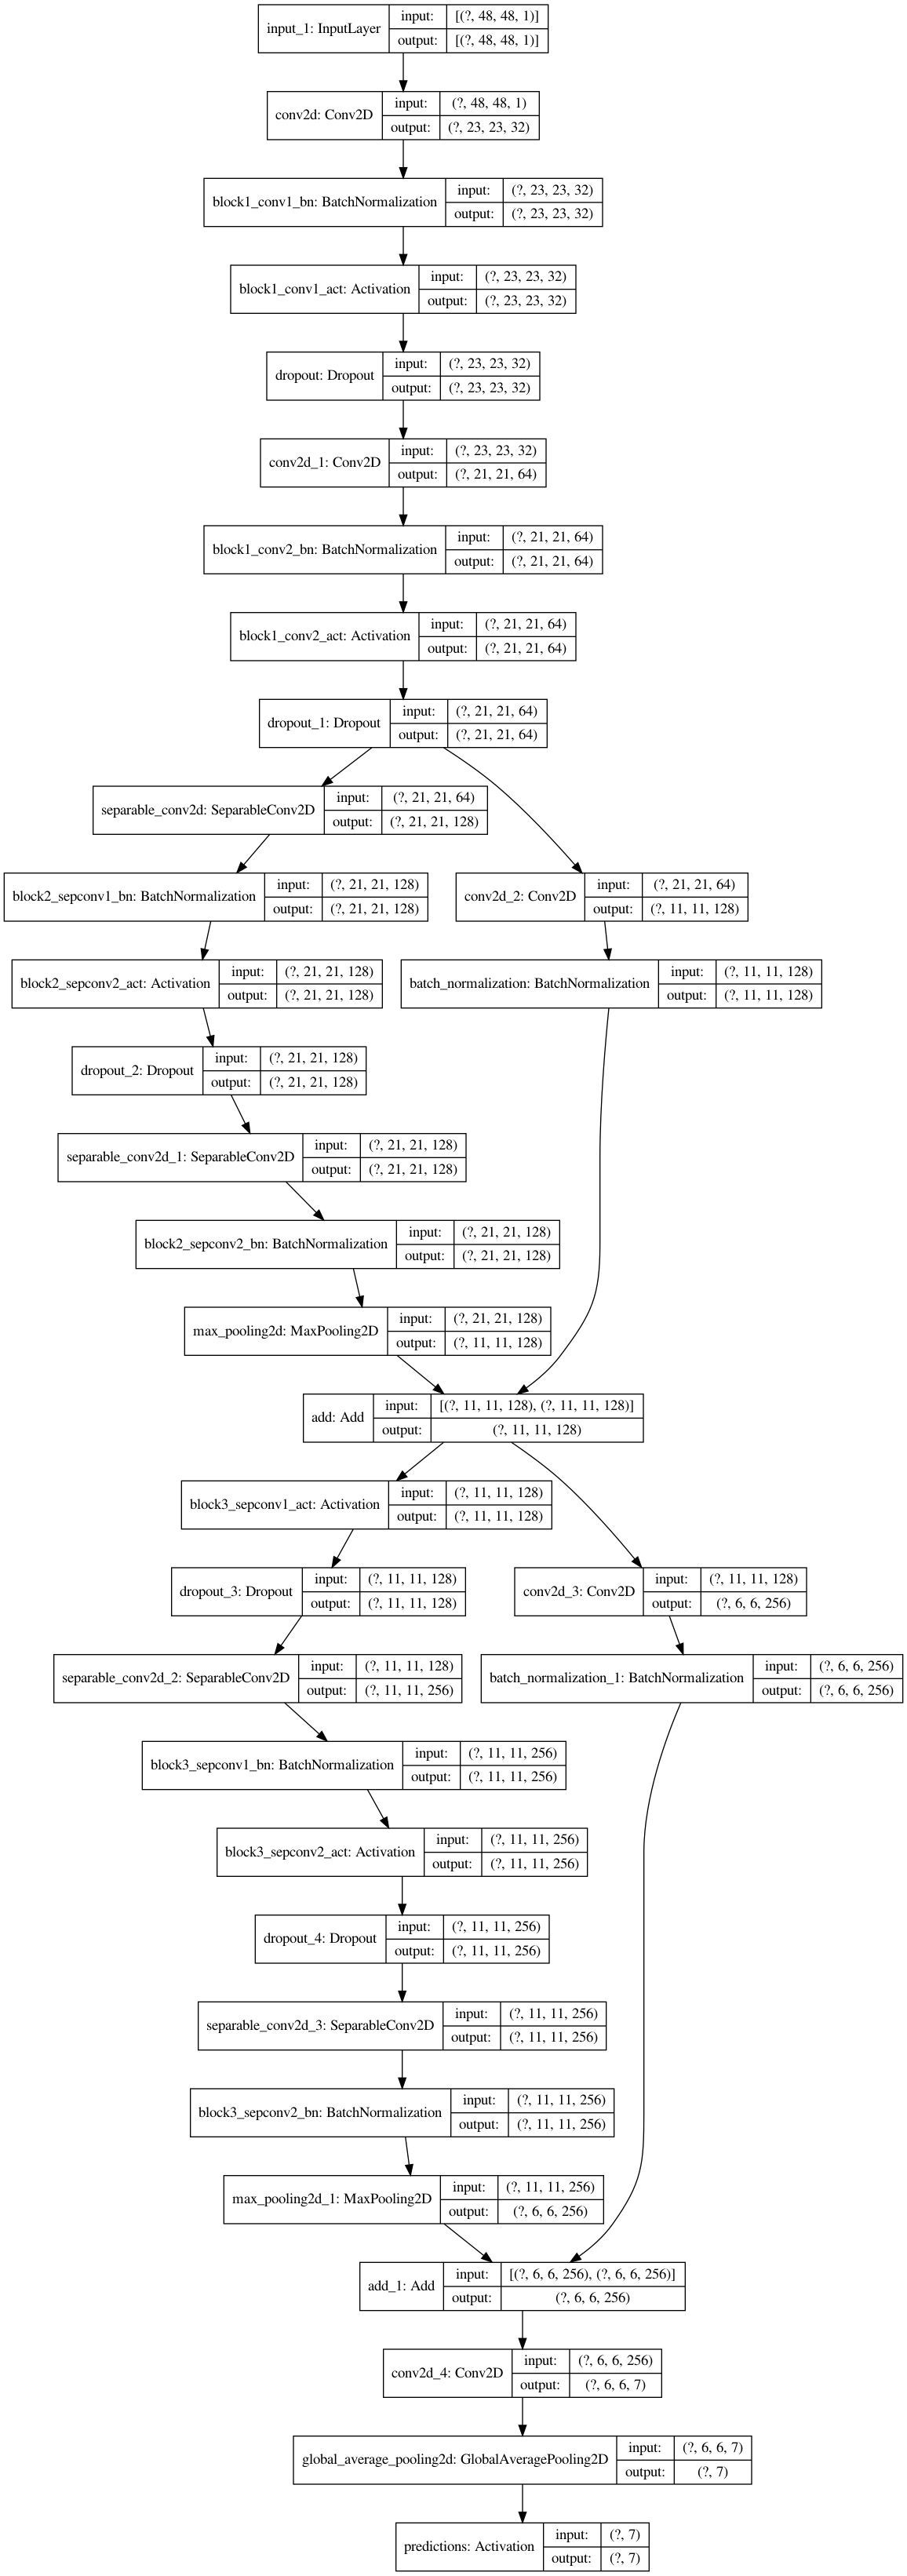 input_1: InputLayer
input: [(?, 48, 48, 1)]
output: [(?, 48, 48, 1)]
conv2d: Conv2D
input: (?, 48, 48, 1)
output: (?, 23, 23, 32)
block1_conv1_bn: BatchNormalization
input: (?, 23, 23, 32)
output: (?, 23, 23, 32)
block1_conv1_act: Activation
input: (?, 23, 23, 32)
output: (?, 23, 23, 32)
dropout: Dropout
input: (?, 23, 23, 32)
output: (?, 23, 23, 32)
conv2d_1: Conv2D
input: (?, 23, 23, 32)
output: (?, 21, 21, 64)
block1_conv2_bn: BatchNormalization
input: (?, 21, 21, 64)
output: (?, 21, 21, 64)
block1_conv2_act: Activation
input: (?, 21, 21, 64)
output: (?, 21, 21, 64)
dropout_1: Dropout
input: (?, 21, 21, 64)
output: (?, 21, 21, 64)
separable_conv2d: SeparableConv2D
input: (?, 21, 21, 64)
output: (?, 21, 21, 128)
block2_sepconv1_bn: BatchNormalization
input: (?, 21, 21, 128)
output: (?, 21, 21, 128)
conv2d_2: Conv2D
input: (?, 21, 21, 64)
output: (?, 11, 11, 128)
block2_sepconv2_act: Activation
input: (?, 21, 21, 128)
output: (?, 21, 21, 128)
batch_normalization: BatchNormalization
input: (?, 11, 11, 128)
output: (?, 11, 11, 128)
dropout_2: Dropout
input: (?, 21, 21, 128)
output: (?, 21, 21, 128)
separable_conv2d_1: SeparableConv2D
input: (?, 21, 21, 128)
output: (?, 21, 21, 128)
block2_sepconv2_bn: BatchNormalization
input: (?, 21, 21, 128)
output: (?, 21, 21, 128)
max_pooling2d: MaxPooling2D
input: (?, 21, 21, 128)
output: (?, 11, 11, 128)
add: Add
input: [(?, 11, 11, 128), (?, 11, 11, 128)]
output: (?, 11, 11, 128)
block3_sepconv1_act: Activation
input: (?, 11, 11, 128)
output: (?, 11, 11, 128)
dropout_3: Dropout
input: (?, 11, 11, 128)
output: (?, 11, 11, 128)
conv2d_3: Conv2D
input: (?, 11, 11, 128)
output: (?, 6, 6, 256)
separable_conv2d_2: SeparableConv2D
input: (?, 11, 11, 128)
output: (?, 11, 11, 256)
batch_normalization_1: BatchNormalization
input: (?, 6, 6, 256)
output: (?, 6, 6, 256)
block3_sepconv1_bn: BatchNormalization
input: (?, 11, 11, 256)
output: (?, 11, 11, 256)
block3_sepconv2_act: Activation
input: (?, 11, 11, 256)
output: (?, 11, 11, 256)
dropout_4: Dropout
input: (?, 11, 11, 256)
output: (?, 11, 11, 256)
separable_conv2d_3: SeparableConv2D
input: (?, 11, 11, 256)
output: (?, 11, 11, 256)
block3_sepconv2_bn: BatchNormalization
input: (?, 11, 11, 256)
output: (?, 11, 11, 256)
max_pooling2d_1: MaxPooling2D
input: (?, 11, 11, 256)
output: (?, 6, 6, 256)
add_1: Add
input: [(?, 6, 6, 256), (?, 6, 6, 256)]
output: (?, 6, 6, 256)
conv2d_4: Conv2D
input: (?, 6, 6, 256)
output: (?, 6, 6, 7)
global_average_pooling2d: GlobalAveragePooling2D
input: (?, 6, 6, 7)
output: (?, 7)
predictions: Activation
input: (?, 7)
output: (?, 7)